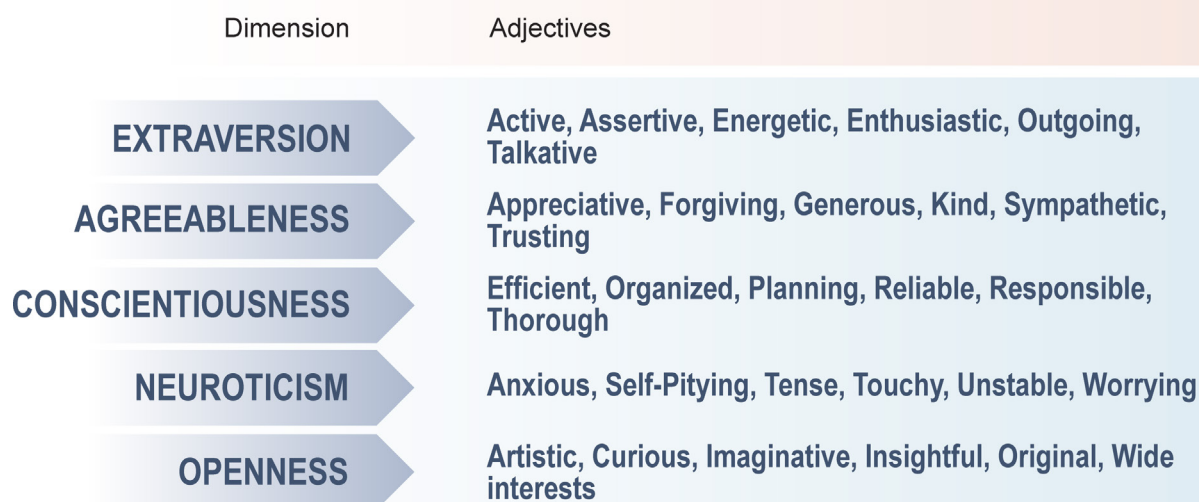 Dimension Adjectives
EXTRAVERSION Active, Assertive, Energetic, Enthusiastic, Outgoing,
Talkative
AGREEABLENESS Appreciative, Forgiving, Generous, Kind, Sympathetic,
Trusting
CONSCIENTIOUSNESS Efficient, Organized, Planning, Reliable, Responsible,
Thorough
NEUROTICISM Anxious, Self-Pitying, Tense, Touchy, Unstable, Worrying
OPENNESS Artistic, Curious, Imaginative, Insightful, Original, Wide
interests